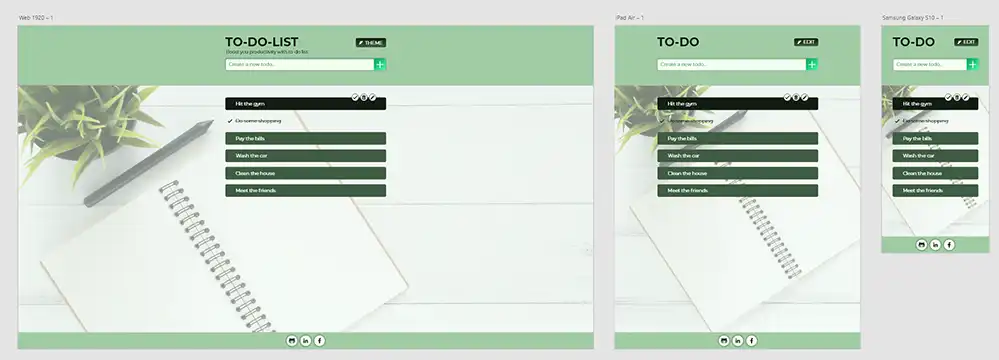 Web 1920 – 1
TO-DO-LIST
THEME
Boost you productivity with to-do list
Create a new todo...
Hit the gym
Do some shopping
Pay the bills
Wash the car
Clean the house
Meet the friends
iPad Air – 1
TO-DO
EDIT
Create a new todo...
Hit the gym
Do some shopping
Pay the bills
Wash the car
Clean the house
Meet the friends
Samsung Galaxy S10 – 1
TO-DO
EDIT
Create a new todo...
Hit the gym
Do some shopping
Pay the bills
Wash the car
Clean the house
Meet the friends